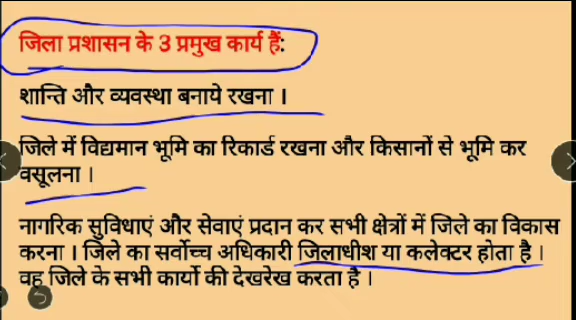 जिला प्रशासन के 3 प्रमुख कार्य हैं:
शान्ति और व्यवस्था बनाये रखना ।
जिले में विद्यमान भूमि का रिकार्ड रखना और किसानों से भूमि कर
वसूलना ।
नागरिक सुविधाएं और सेवाएं प्रदान कर सभी क्षेत्रों में जिले का विकास
करना । जिले का सर्वोच्च अधिकारी जिलाधीश या कलेक्टर होता है ।
वह जिले के सभी कार्यो की देखरेख करता है ।